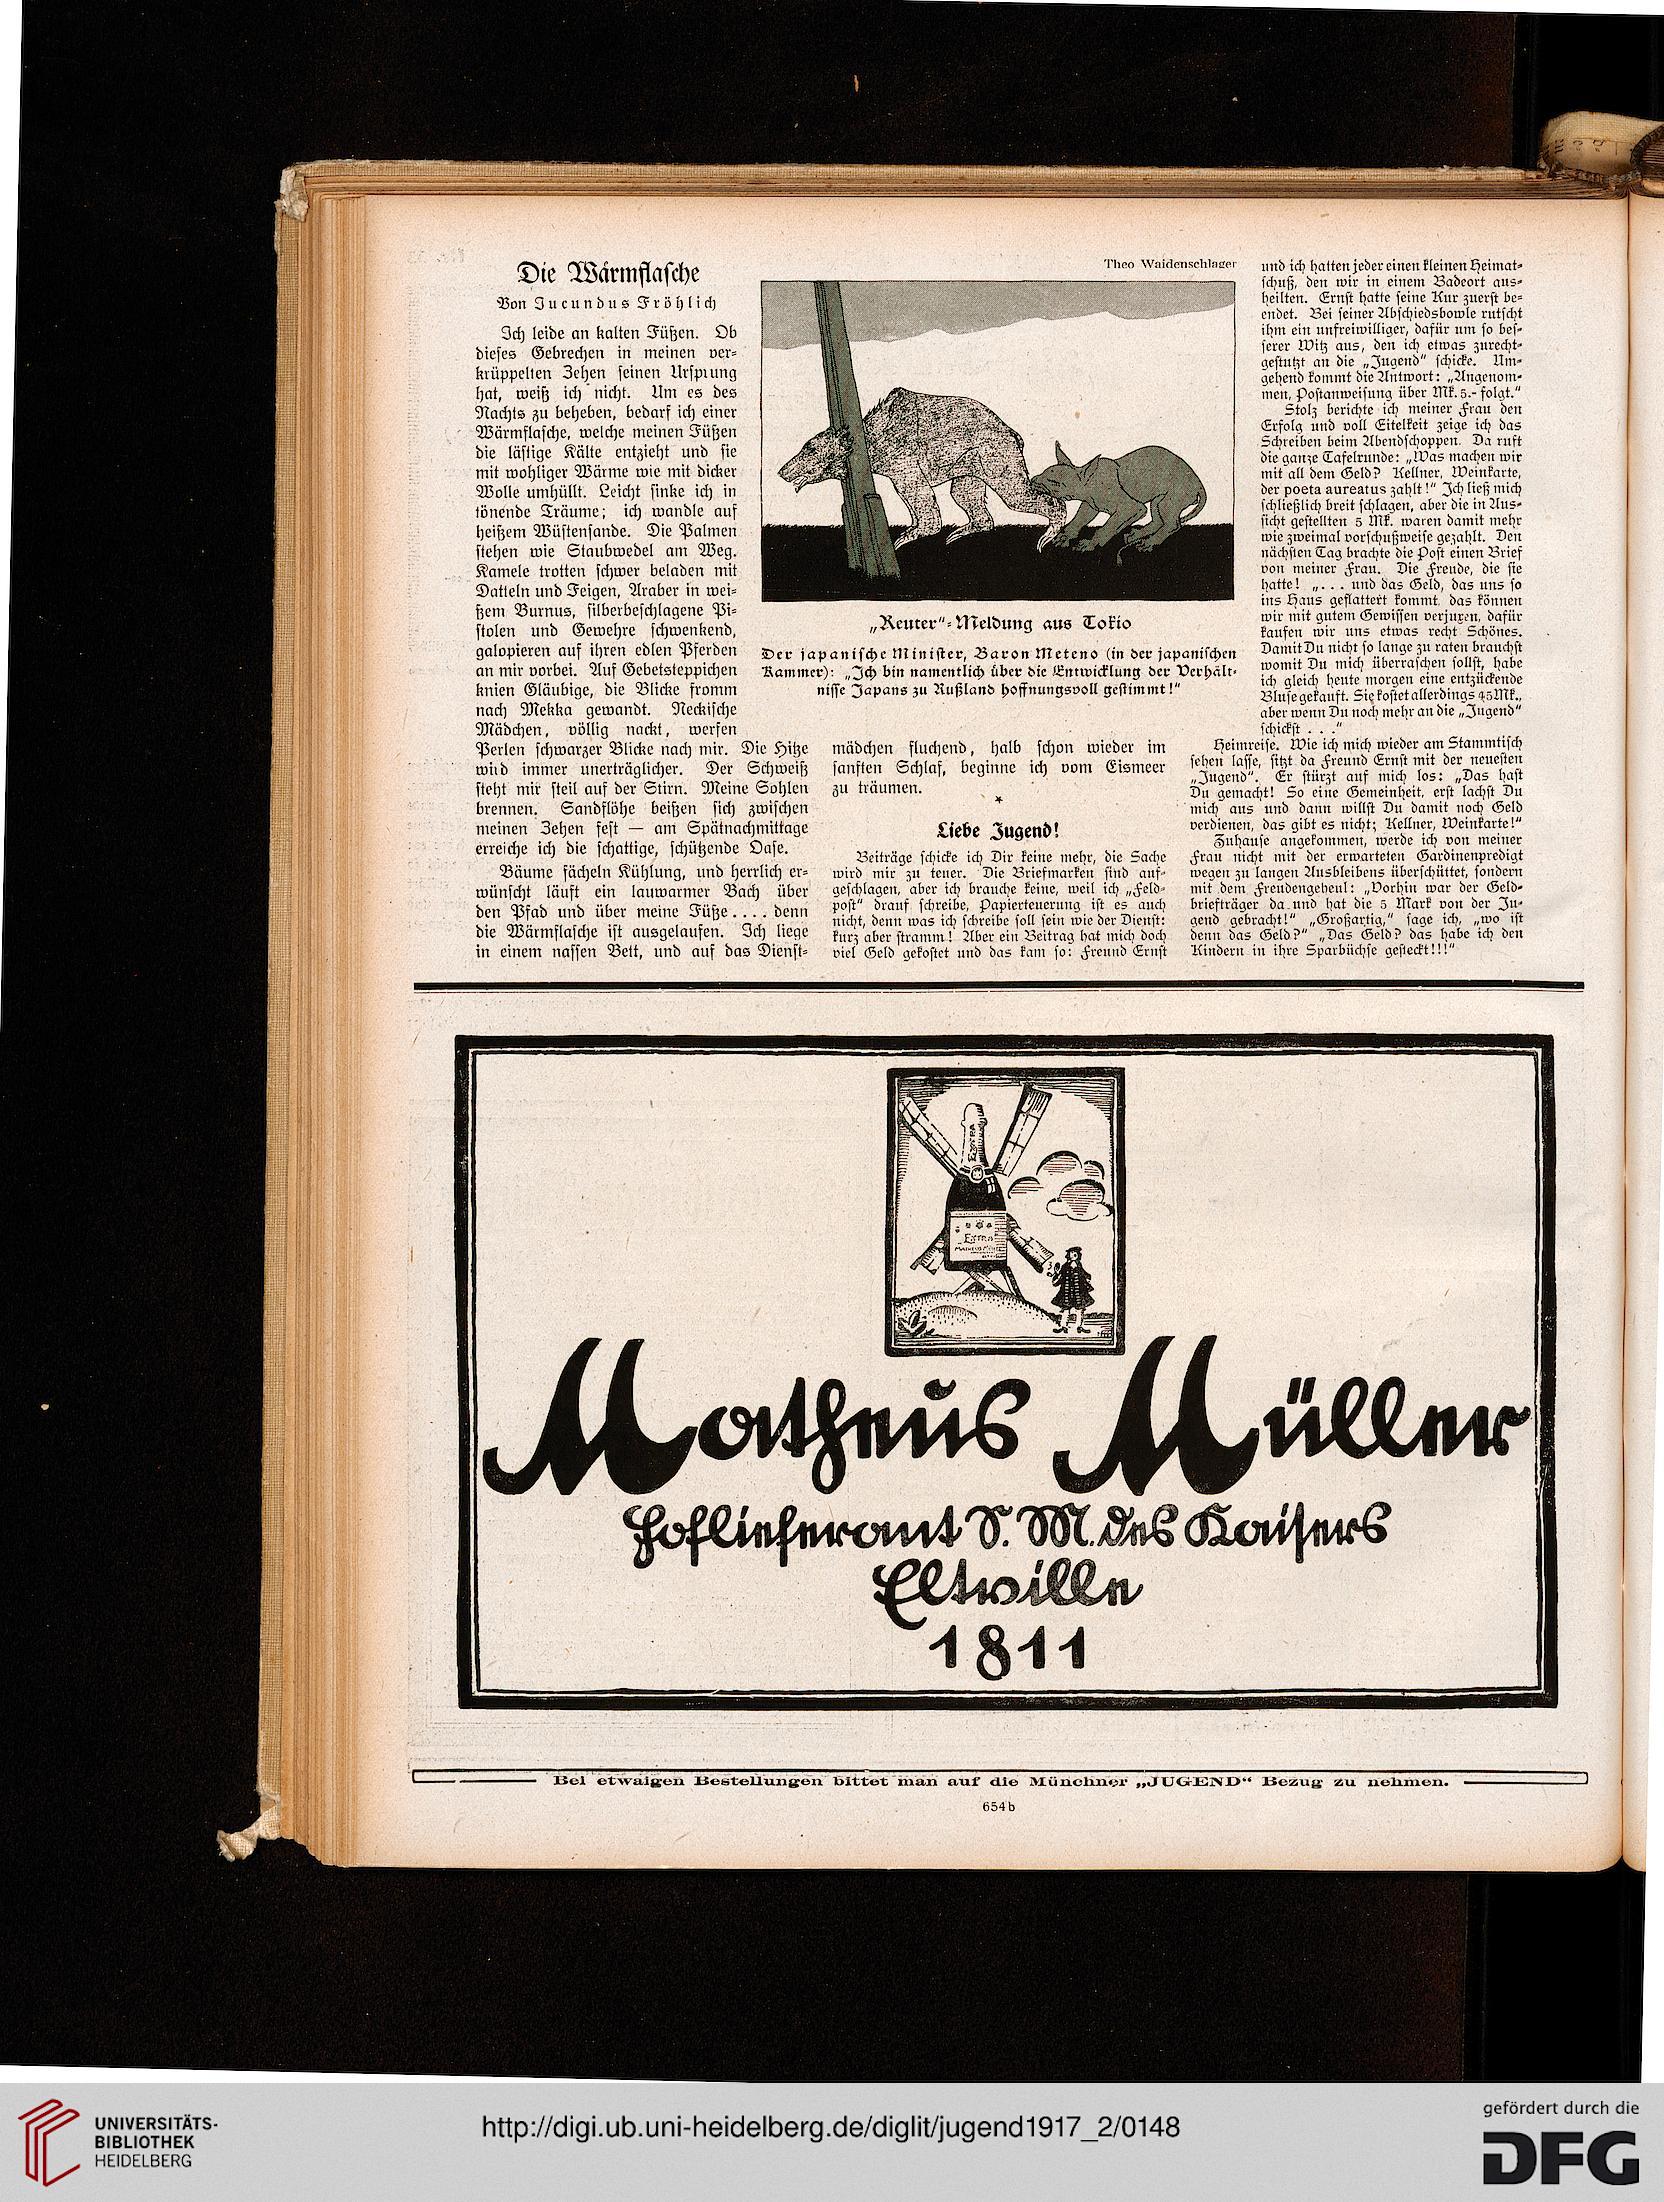 Die Wärmflasche
Von Jucundus Fröhlich
Ich leide an kalten Füßen. Ob
dieses Gebrechen in meinen ver-
krüppelten Zehen seinen Ursprung
hat, weiß ich nicht. Um es des
Nachts zu beheben, bedarf ich einer
Wärmflasche, welche meinen Füßen
die lästige Kälte entzieht und sie
mit wohliger Wärme wie mit dicker
Wolle umhüllt. Leicht sinke ich in
tönende Träume; ich wandle auf
heißem Wüstensande. Die Palmen
stehen wie Staubwedel am Weg.
Kamele trotten schwer beladen mit
Datteln und Feigen, Araber in wei-
ßem Burnus, silberbeschlagene Pi-
stolen und Gewehre schwenkend,
galopieren auf ihren edlen Pferden
an mir vorbei. Auf Gebetsteppichen
knien Gläubige, die Blicke fromm
nach Mekka gewandt. Neckische
Mädchen, völlig nackt, werfen
Perlen schwarzer Blicke nach mir. Die Hitze
wird immer unerträglicher. Der Schweiß
steht mir steil auf der Stirn. Meine Sohlen
brennen. Sandflöhe beißen sich zwischen
meinen Zehen fest — am Spätnachmittage
erreiche ich die schattige, schützende Oase.
Bäume fächeln Kühlung, und herrlich er-
wünscht läuft ein lauwarmer Bach über
den Pfad und über meine Füße.... denn
die Wärmflasche ist ausgelaufen. Ich liege
in einem nassen Bett, und auf das Dienst-
Theo Waidenschlager
„Reuter“-Meldung aus Tokio
Der japanische Minister, Baron Meteno (in der japanischen
Kammer): „Ich bin namentlich über die Entwicklung der Verhält-
nisse Japans zu Rußland hoffnungsvoll gestimmt!“
mädchen fluchend, halb schon wieder im
sanften Schlaf, beginne ich vom Eismeer
zu träumen.
*
Liebe Jugend!
Beiträge schicke ich Dir keine mehr, die Sache
wird mir zu teuer. Die Briefmarken sind auf-
geschlagen, aber ich brauche keine, weil ich „Feld-
post“ drauf schreibe, Papierteuerung ist es auch
nicht, denn was ich schreibe soll sein wie der Dienst:
kurz aber stramm! Aber ein Beitrag hat mich doch
viel Geld gekostet und das kam so: Freund Ernst
und ich hatten jeder einen kleinen Heimat-
schuß, den wir in einem Badeort aus-
heilten. Ernst hatte seine Kur zuerst be-
endet. Bei seiner Abschiedsbowle rutscht
ihm ein unfreiwilliger, dafür um so bes-
serer Witz aus, den ich etwas zurecht-
gestutzt an die „Jugend“ schicke. Um-
gehend kommt die Antwort: „Angenom-
men, Postanweisung über Mk. 5.- folgt.“
Stolz berichte ich meiner Frau den
Erfolg und voll Eitelkeit zeige ich das
Schreiben beim Abendschoppen. Da ruft
die ganze Tafelrunde: „Was machen wir
mit all dem Geld? Kellner, Weinkarte,
der poeta aureatus zahlt!“ Ich ließ mich
schließlich breit schlagen, aber die in Aus-
sicht gestellten 5 Mk. waren damit mehr
wie zweimal vorschußweise gezahlt. Den
nächsten Tag brachte die Post einen Brief
von meiner Frau. Die Freude, die sie
hatte! „... und das Geld, das uns so
ins Haus geflattert kommt, das können
wir mit gutem Gewissen verjuxen, dafür
kaufen wir uns etwas recht Schönes.
Damit Du nicht so lange zu raten brauchst
womit Du mich überraschen sollst, habe
ich gleich heute morgen eine entzückende
Bluse gekauft. Sie kostet allerdings 45 Mk.,
aber wenn Du noch mehr an die „Jugend“
schickst ...“
Heimreise. Wie ich mich wieder am Stammtisch
sehen lasse, sitzt da Freund Ernst mit der neuesten
„Jugend“. Er stürzt auf mich los: „Das hast
Du gemacht! So eine Gemeinheit, erst lachst Du
mich aus und dann willst Du damit noch Geld
verdienen, das gibt es nicht; Kellner, Weinkarte!“
Zuhause angekommen, werde ich von meiner
Frau nicht mit der erwarteten Gardinenpredigt
wegen zu langen Ausbleibens überschüttet, sondern
mit dem Freudengeheul: „Vorhin war der Geld-
briefträger da und hat die 5 Mark von der Ju-
gend gebracht!“ „Großartig,“ sage ich, „wo ist
denn das Geld?“ „Das Geld? das habe ich den
Kindern in ihre Sparbüchse gesteckt!!!“
EXTRA
EXTRA
Matheus Müller
Hoflieferant S. M. des Kaisers
Eltville
1811
Bei etwaigen Bestellungen bittet man auf die Münchner „JUGEND“ Bezug zu nehmen.
654 b
UNIVERSITÄTS-
BIBLIOTHEK
HEIDELBERG
http://digi.ub.uni-heidelberg.de/diglit/jugend1917_2/0148
gefördert durch die
DFG